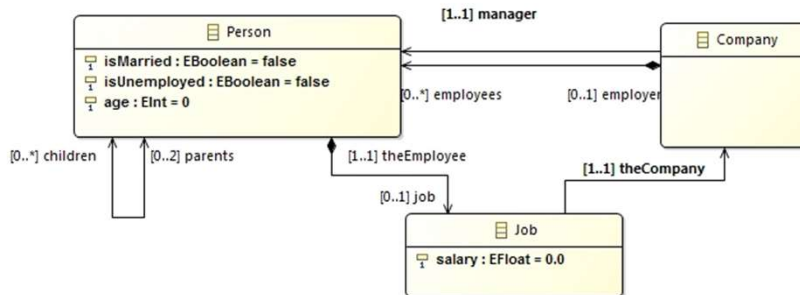 [1..1] manager
Person
isMarried : EBoolean = false
isUnemployed : EBoolean = false
age : EInt = 0
Company
[0..*] employees
[0..1] employer
[0..*] children
[0..2] parents
[1..1] theEmployee
[1..1] theCompany
[0..1] job
Job
salary : EFloat = 0.0